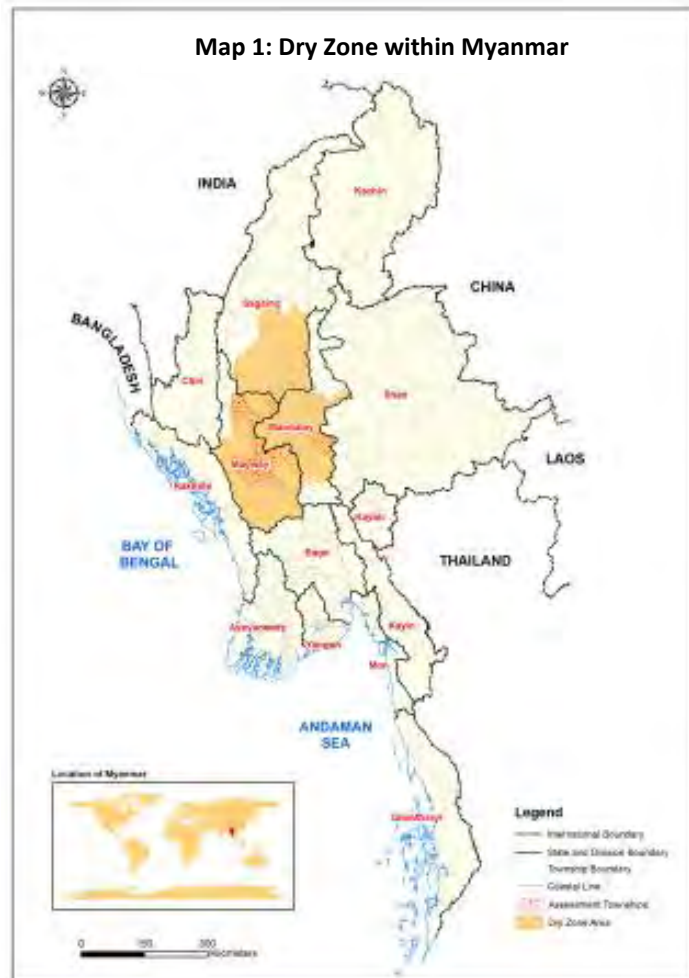 Map 1: Dry Zone within Myanmar
INDIA
Kachin
CHINA
Sagaing
BANGLADESH
Chin
Shan
Mandalay
Magway
LAOS
Rakhine
Kayah
BAY OF
BENGAL
THAILAND
Bago
Ayeyarwady
Yangon
Kayin
Mon
ANDAMAN
SEA
Location of Myanmar
Tanintharyi
Legend
International Boundary
State and Division Boundary
Township Boundary
Coastal Line
Assessment Townships
Dry Zone Area
0 150 300
Kilometers